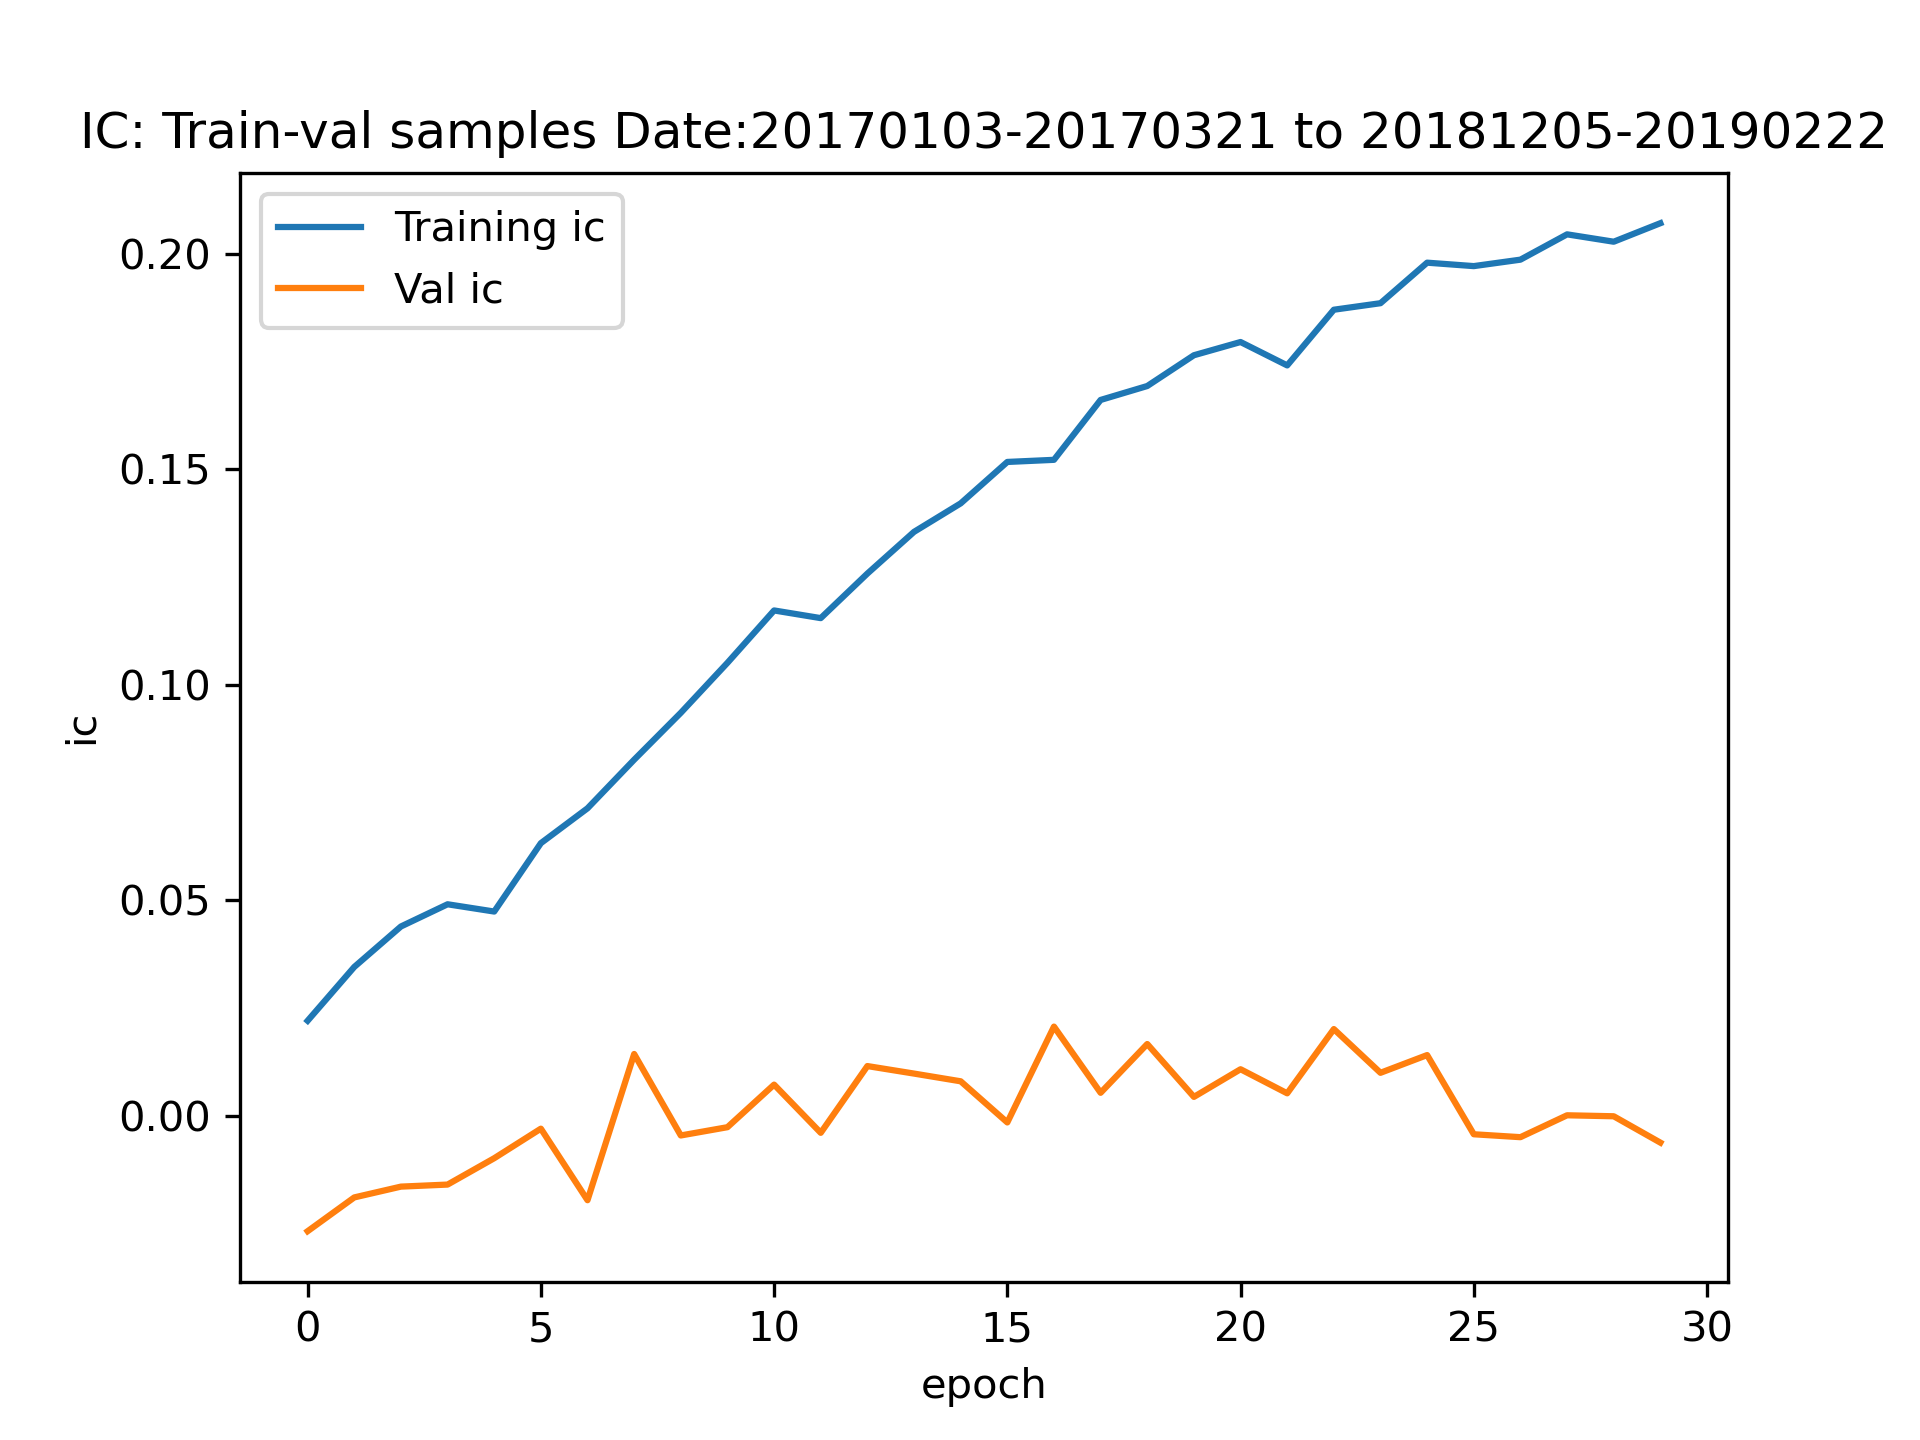 IC: Train-val samples Date:20170103-20170321 to 20181205-20190222
Training ic
Val ic
0.20
0.15
0.10
0.05
0.00
ic
0 5 10 15 20 25 30
epoch